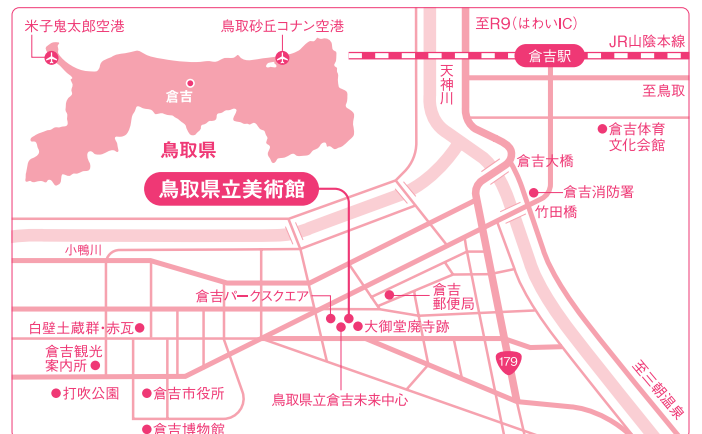 米子鬼太郎空港
鳥取砂丘コナン空港
至R9(はわいIC)
JR山陰本線
倉吉駅
天神川
至鳥取
倉吉
鳥取県
倉吉体育
文化会館
倉吉大橋
鳥取県立美術館
倉吉消防署
竹田橋
小鴨川
倉吉パークスクエア
倉吉
郵便局
白壁土蔵群・赤瓦
大御堂廃寺跡
倉吉観光
案内所
179
至三朝温泉
打吹公園
倉吉市役所
鳥取県立倉吉未来中心
倉吉博物館